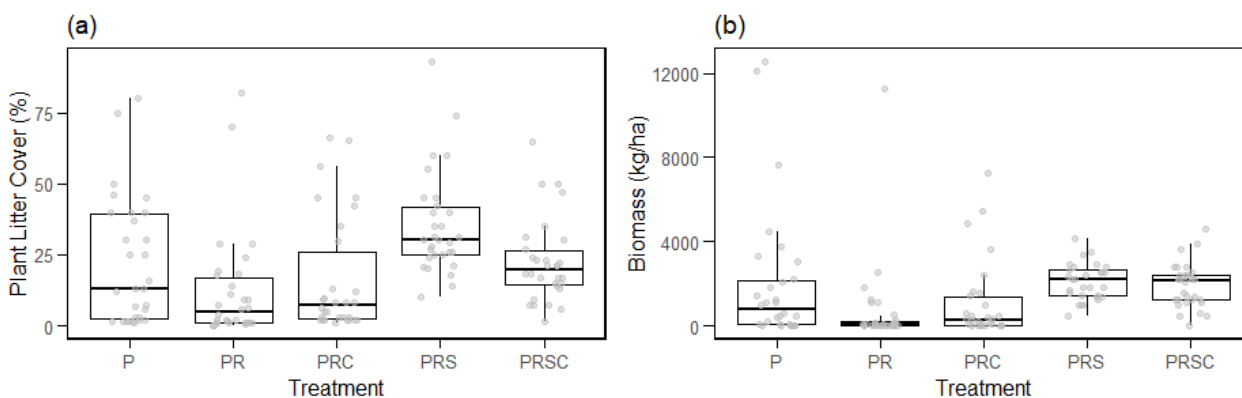 (a)
Plant Litter Cover (%)
75
50
25
0
P PR PRC PRS PRSC
Treatment
(b)
Biomass (kg/ha)
12000
8000
4000
0
P PR PRC PRS PRSC
Treatment